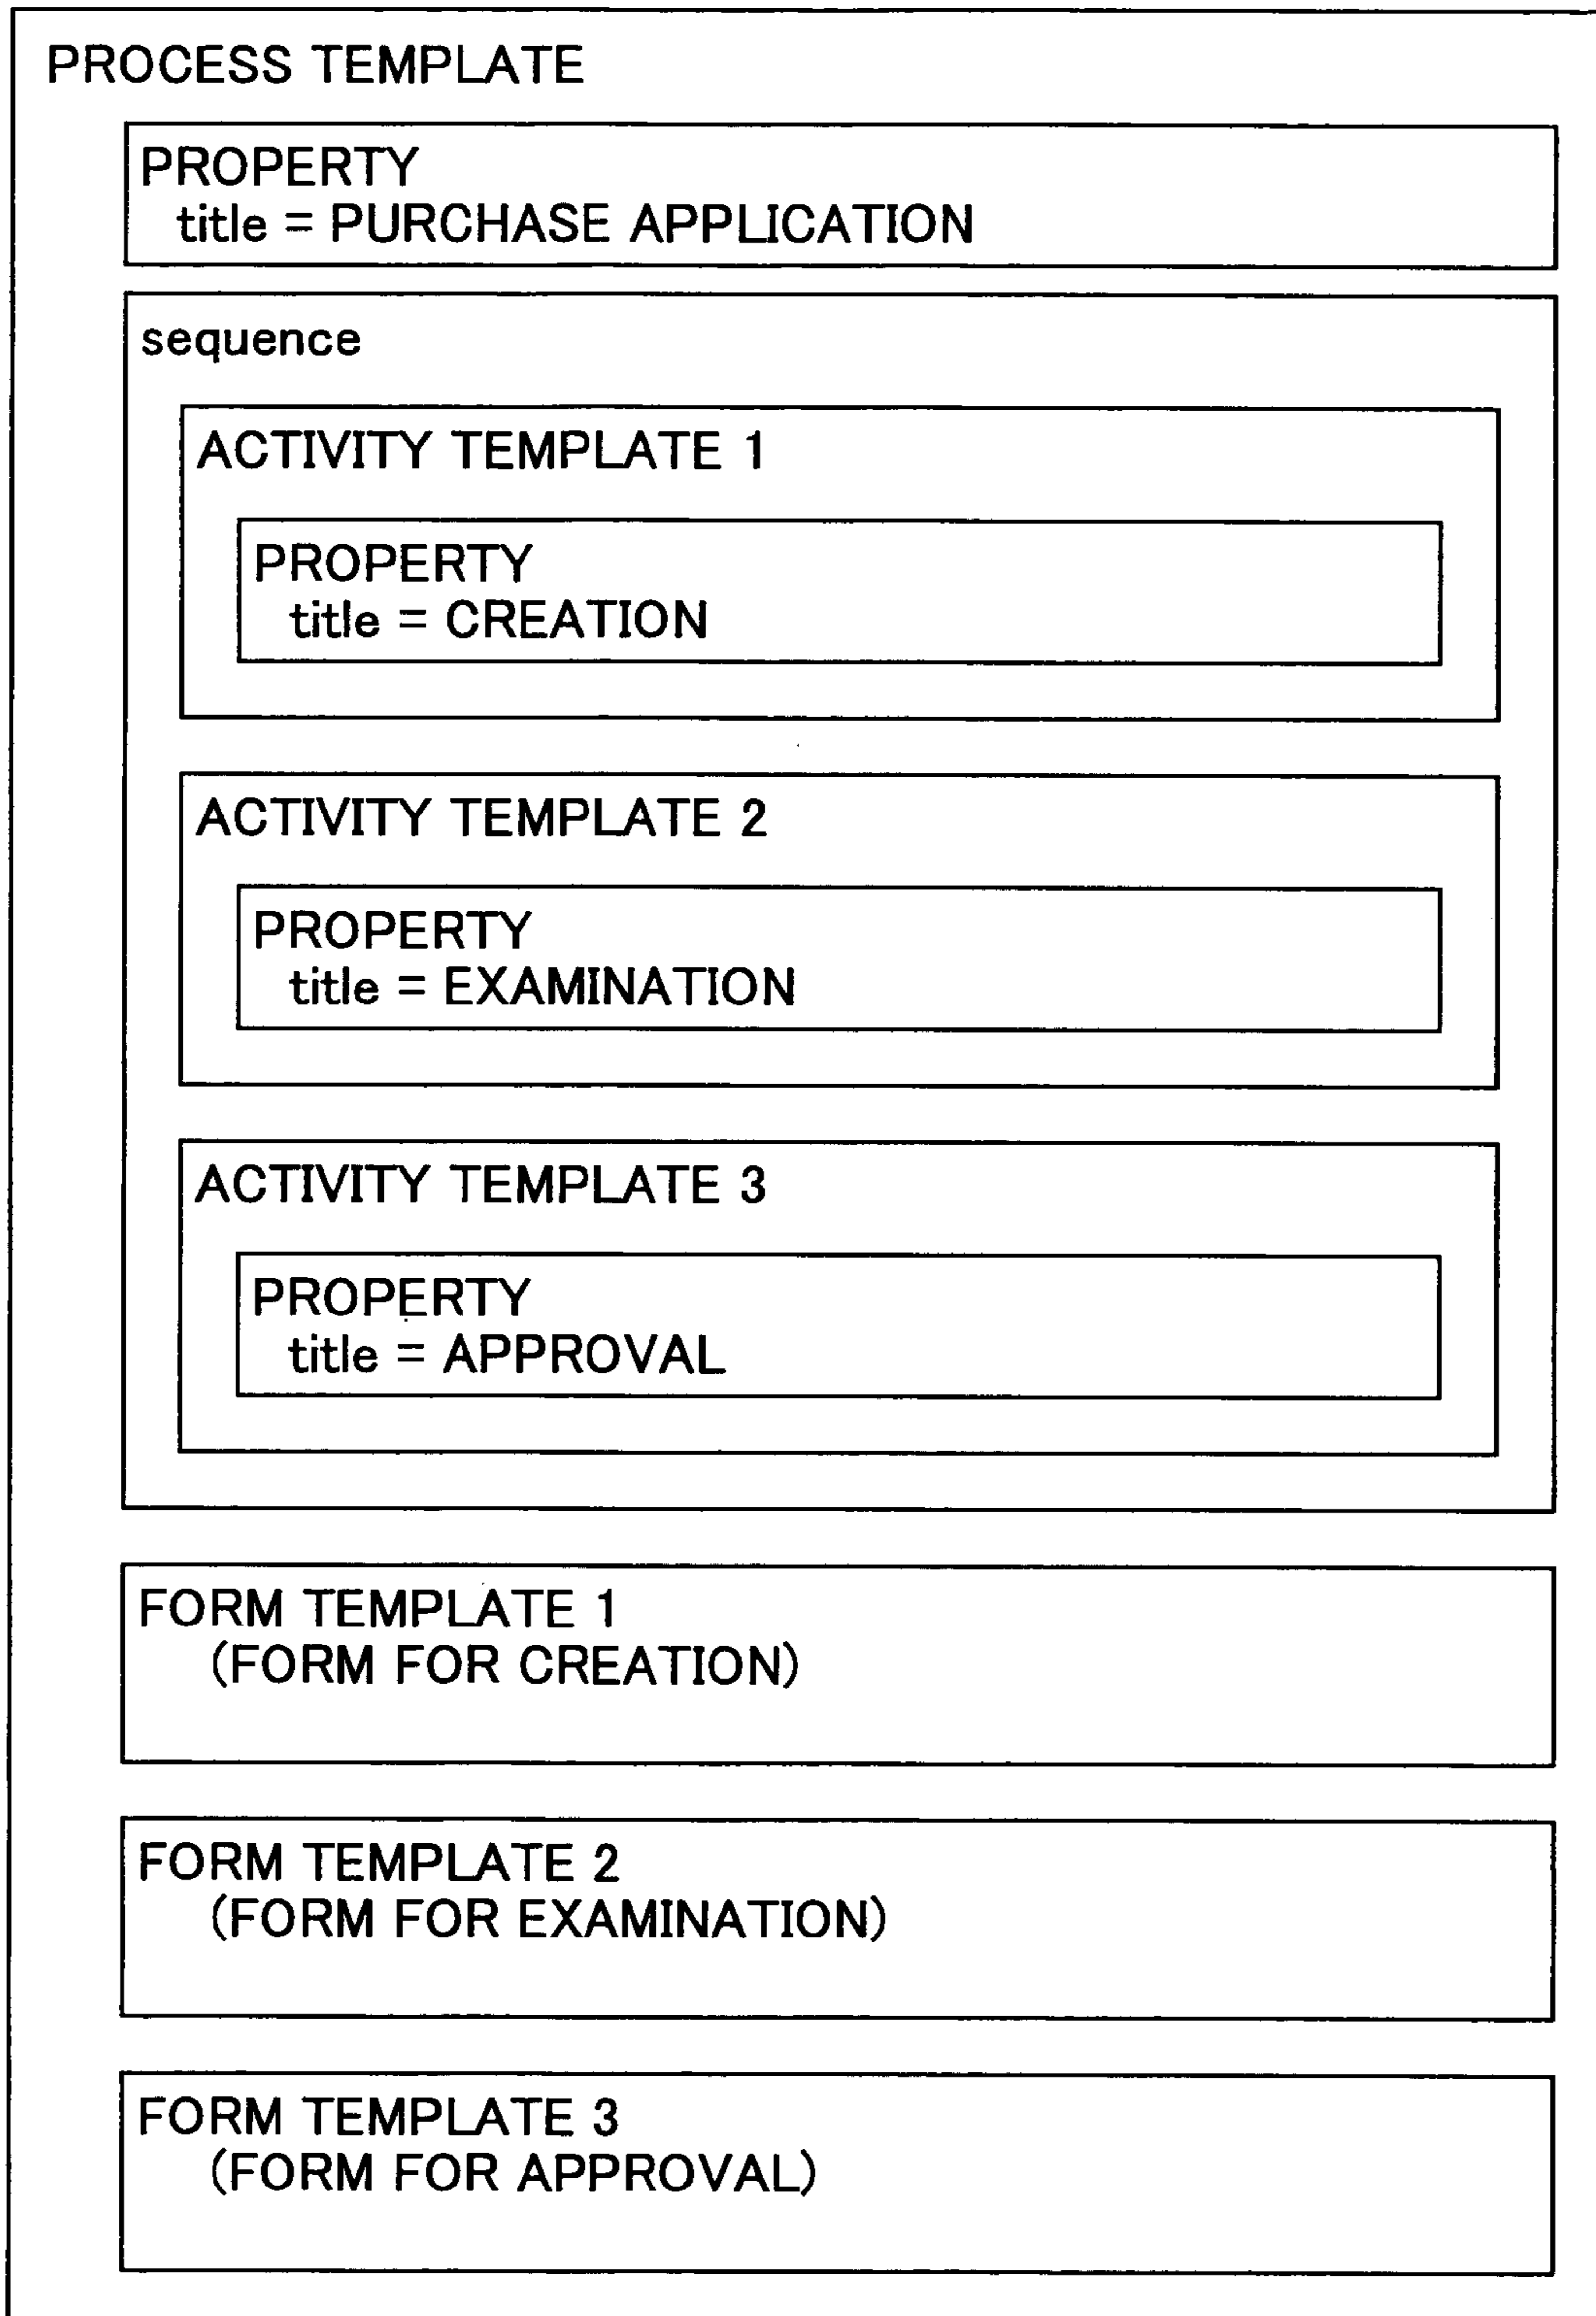 PROCESS TEMPLATE
PROPERTY
title = PURCHASE APPLICATION
sequence
ACTIVITY TEMPLATE 1
PROPERTY
title = CREATION
ACTIVITY TEMPLATE 2
PROPERTY
title = EXAMINATION
ACTIVITY TEMPLATE 3
PROPERTY
title = APPROVAL
FORM TEMPLATE 1
(FORM FOR CREATION)
FORM TEMPLATE 2
(FORM FOR EXAMINATION)
FORM TEMPLATE 3
(FORM FOR APPROVAL)